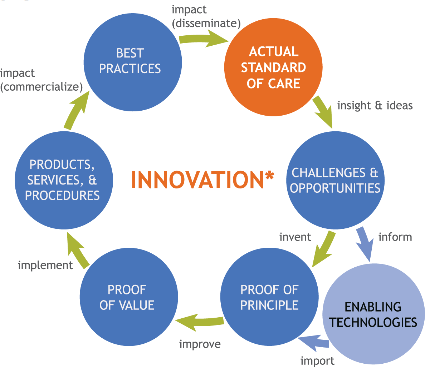 impact
(disseminate)
BEST
PRACTICES
ACTUAL
STANDARD
OF CARE
impact
(commercialize)
insight & ideas
PRODUCTS,
SERVICES, &
PROCEDURES
INNOVATION*
CHALLENGES &
OPPORTUNITIES
invent
inform
implement
PROOF
OF VALUE
PROOF OF
PRINCIPLE
ENABLING
TECHNOLOGIES
improve
import